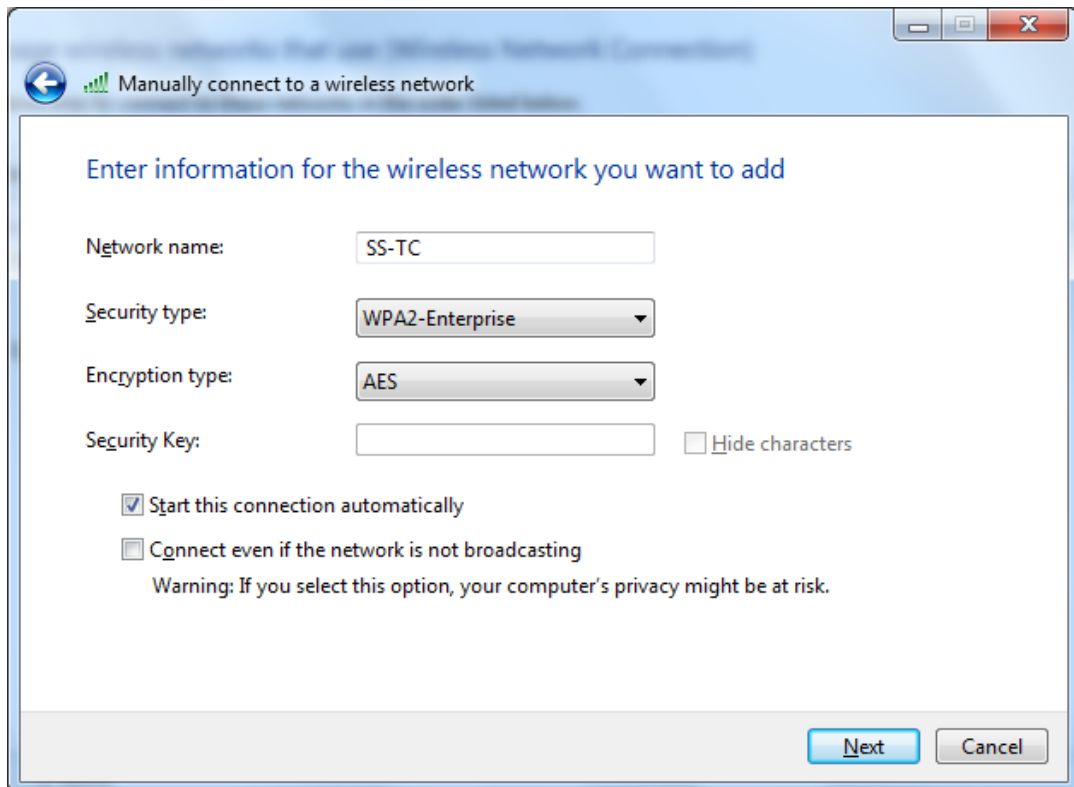 Manually connect to a wireless network
Enter information for the wireless network you want to add
Network name: SS-TC
Security type: WPA2-Enterprise
Encryption type: AES
Security Key: Hide characters
Start this connection automatically
Connect even if the network is not broadcasting
Warning: If you select this option, your computer's privacy might be at risk.
Next Cancel